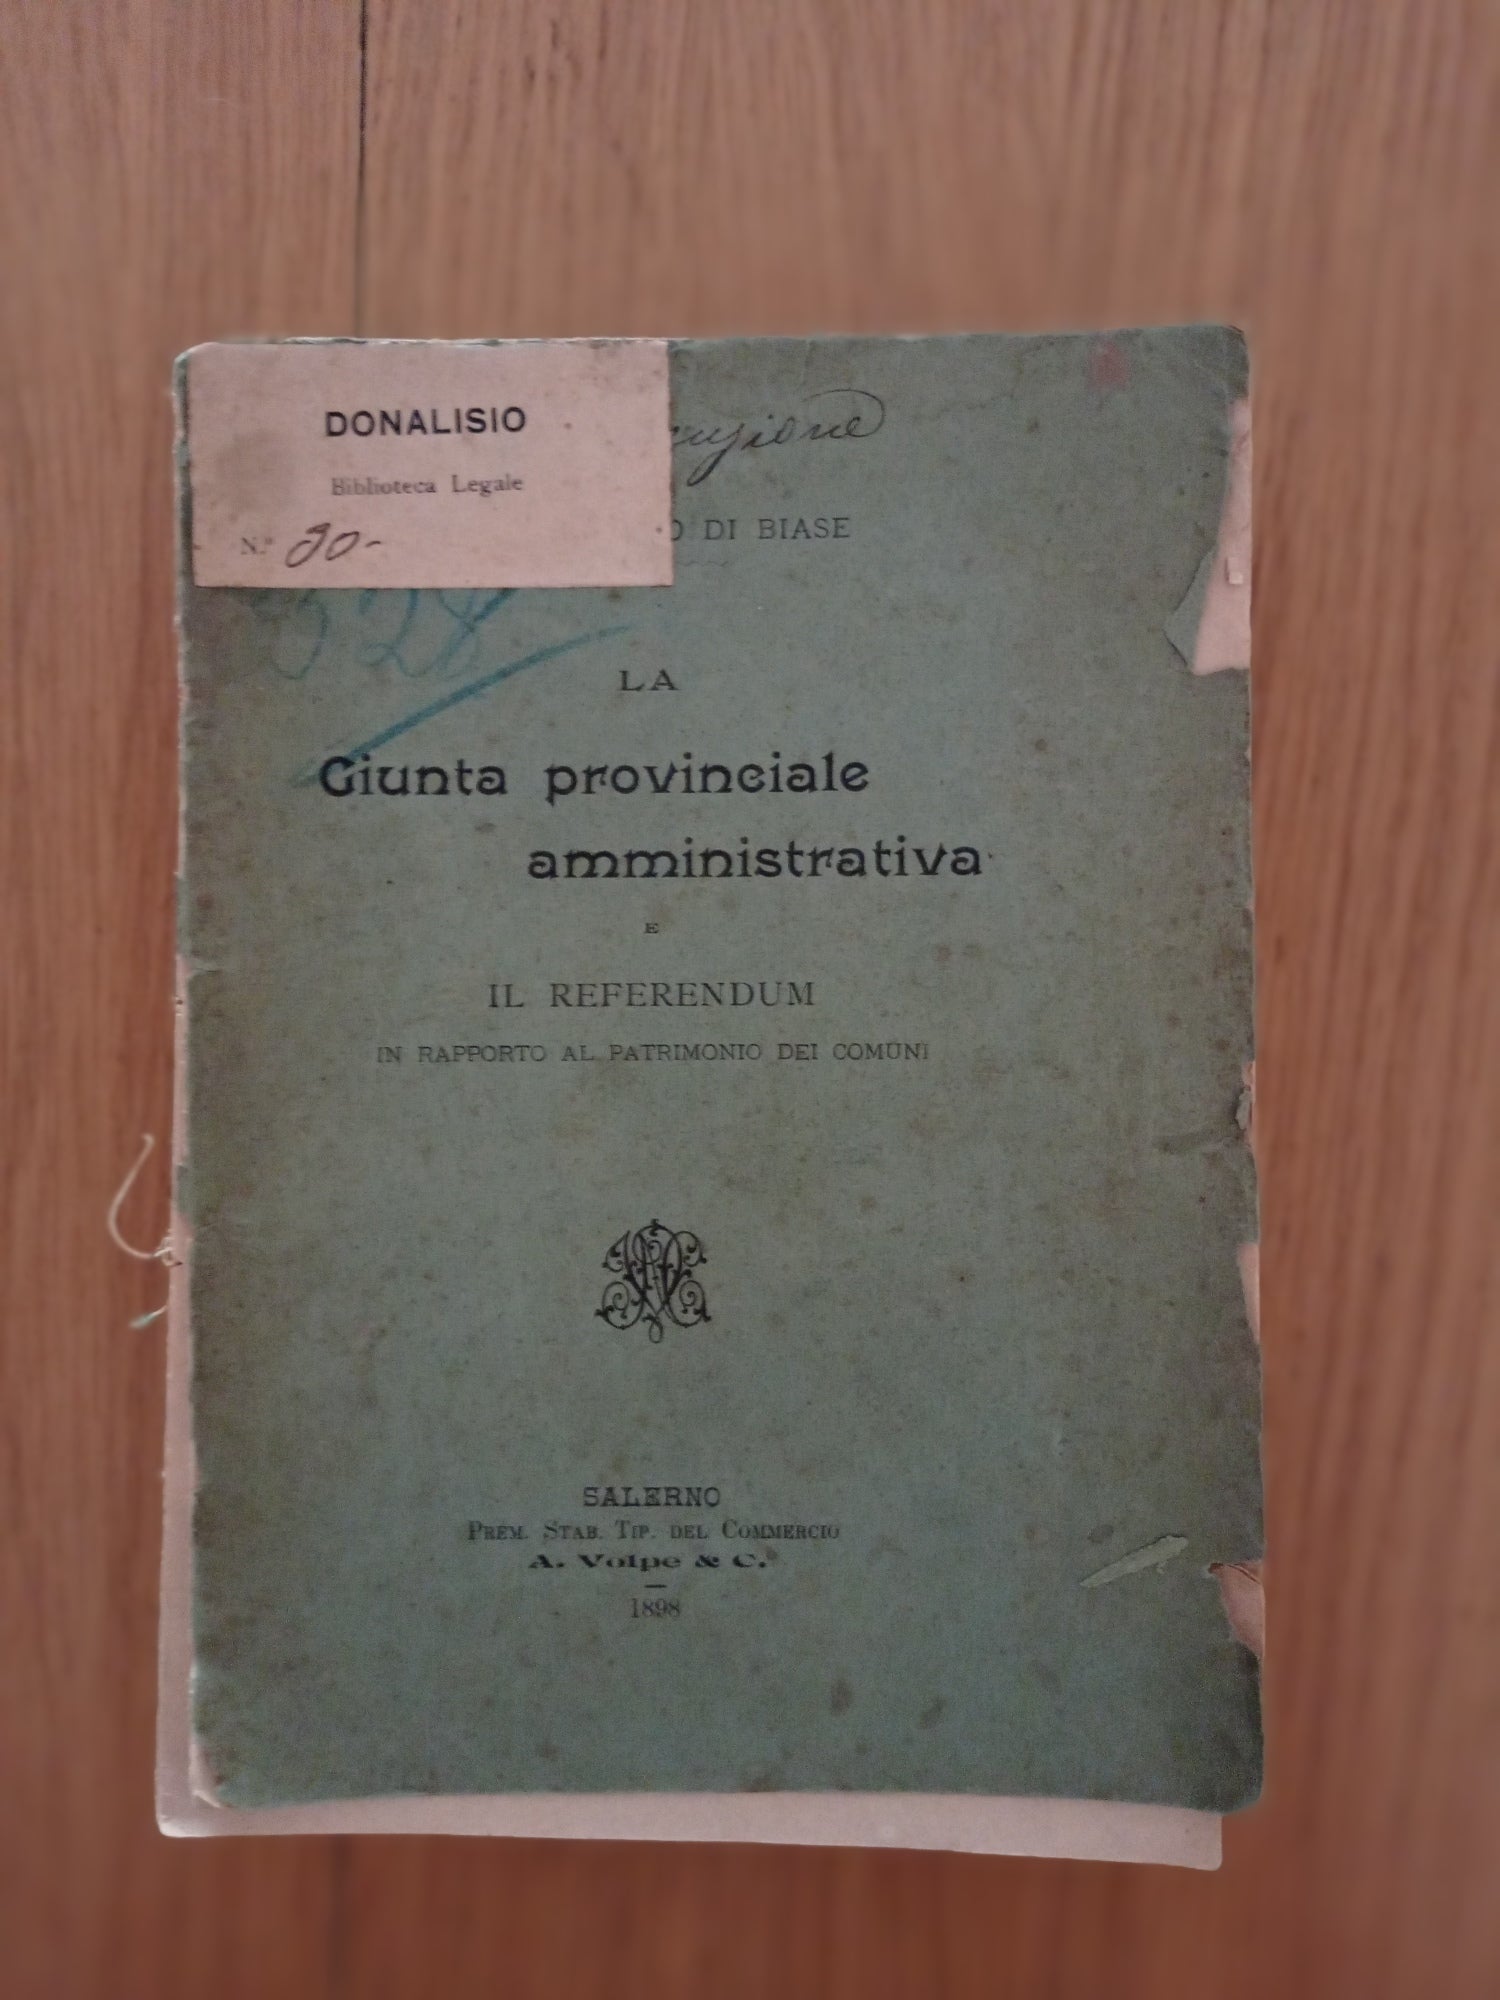 DONALISIO
Biblioteca Legale
N.° 30-
DI BIASE
328
LA
Giunta provinciale
amministrativa
E
IL REFERENDUM
IN RAPPORTO AL PATRIMONIO DEI COMUNI
SALERNO
PREM. STAB. TIP. DEL COMMERCIO
A. Volpe & C.
1898